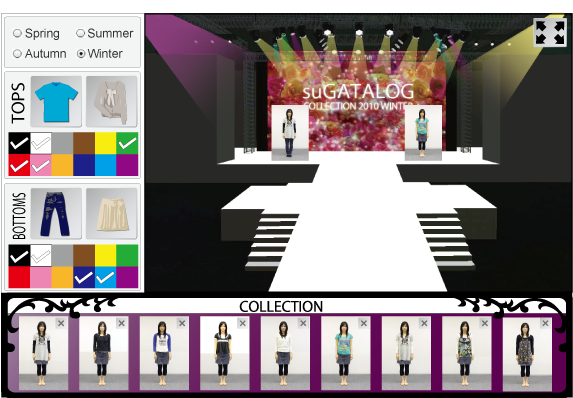 Spring
Summer
Autumn
Winter
TOPS
BOTTOMS
suGATALOG
COLLECTION 2010 WINTER
COLLECTION